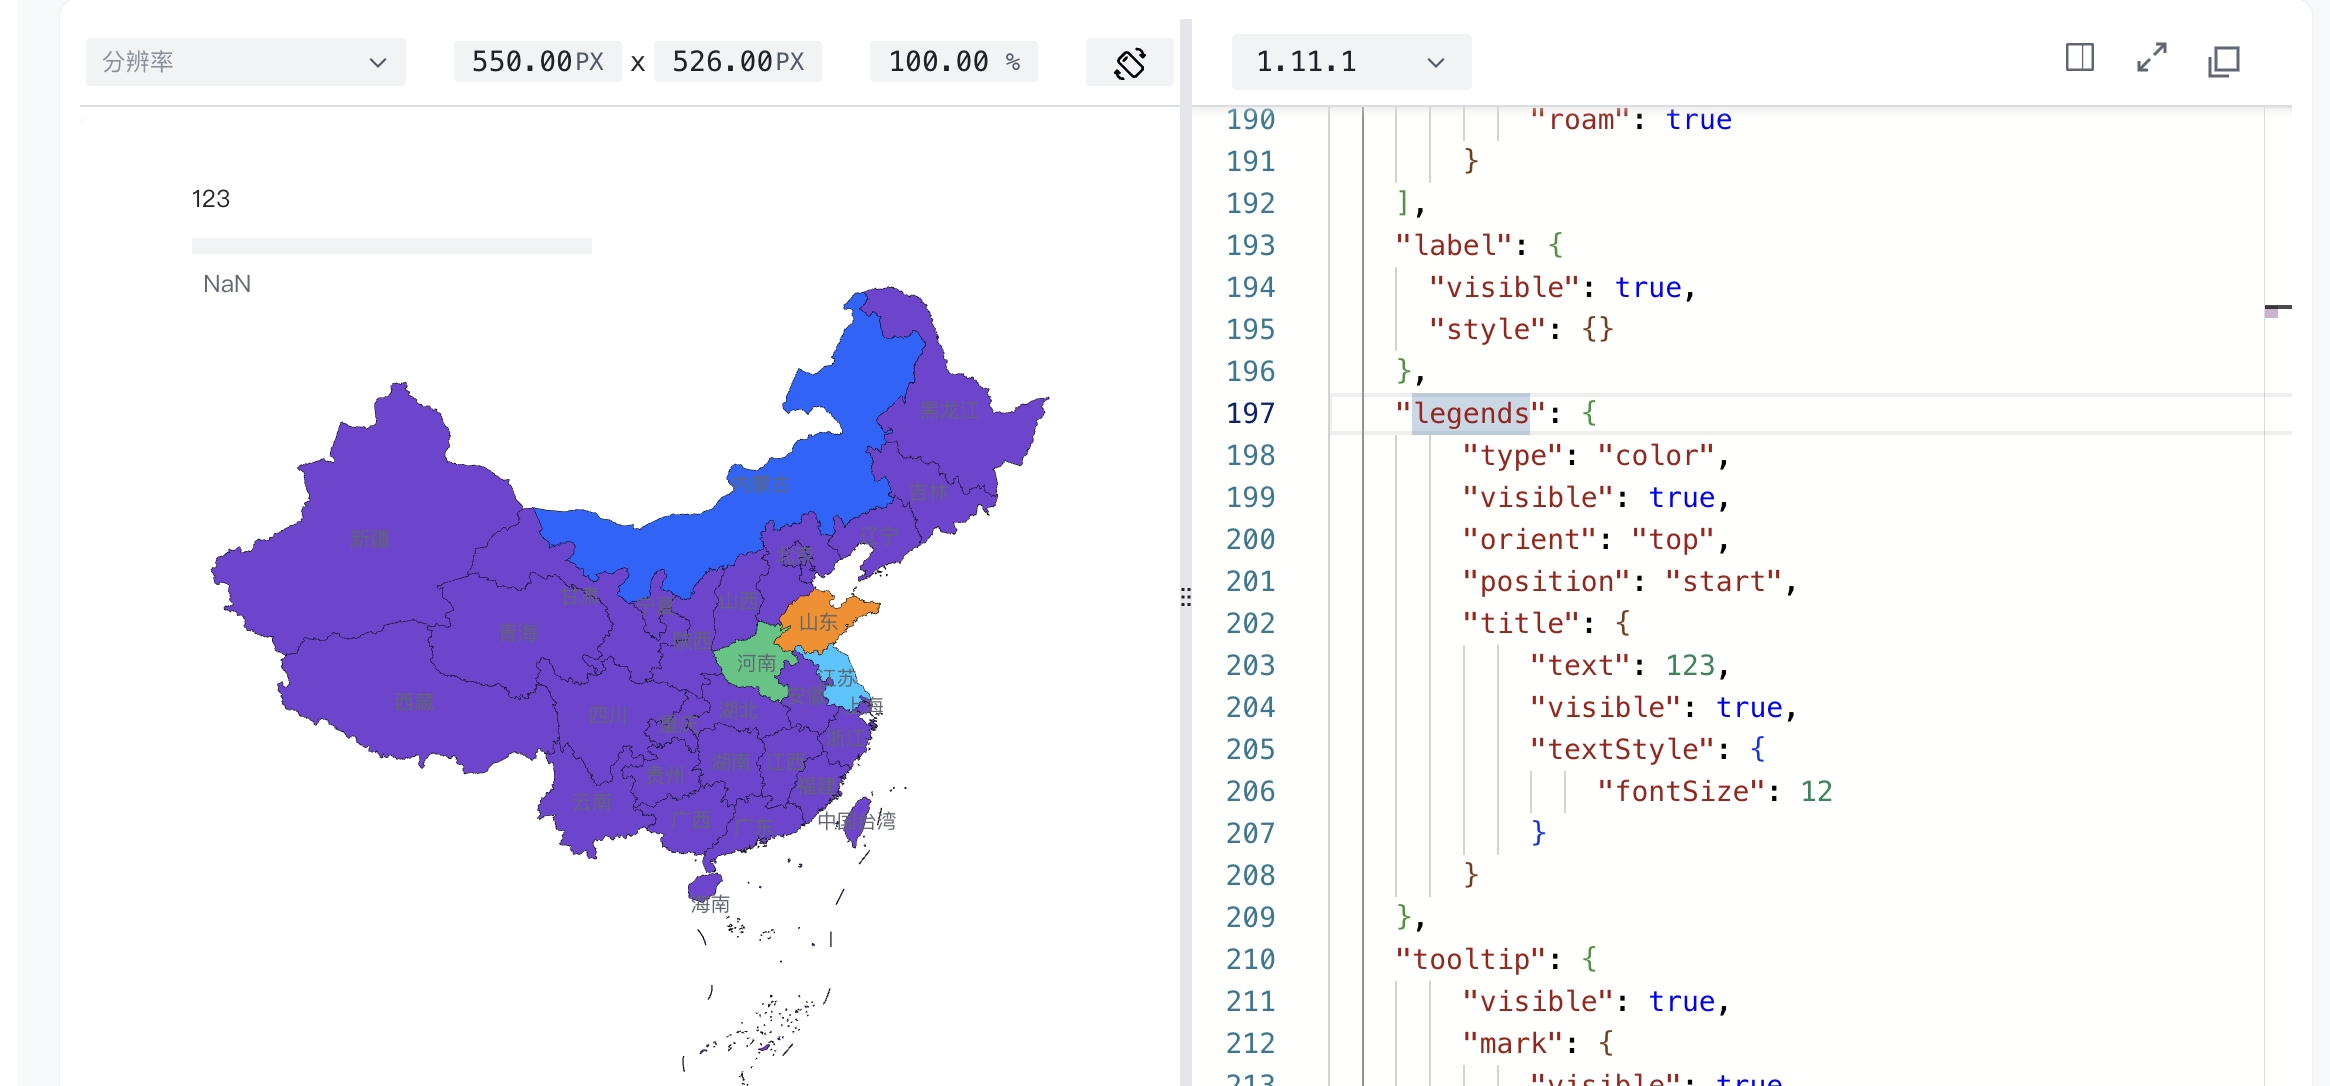 分辨率 550.00PX x 526.00PX 100.00 % 1.11.1
123
NaN
黑龙江
内蒙古
吉林
新疆
辽宁
北京
甘肃
宁夏
山西
山东
青海
陕西
河南
江苏
西藏
安徽
上海
四川
重庆
湖北
浙江
湖南
江西
贵州
福建
云南
广西
广东
中国台湾
海南
190 "roam": true
191 }
192 ],
193 "label": {
194 "visible": true,
195 "style": {}
196 },
197 "legends": {
198 "type": "color",
199 "visible": true,
200 "orient": "top",
201 "position": "start",
202 "title": {
203 "text": 123,
204 "visible": true,
205 "textStyle": {
206 "fontSize": 12
207 }
208 }
209 },
210 "tooltip": {
211 "visible": true,
212 "mark": {
213 "visible": true